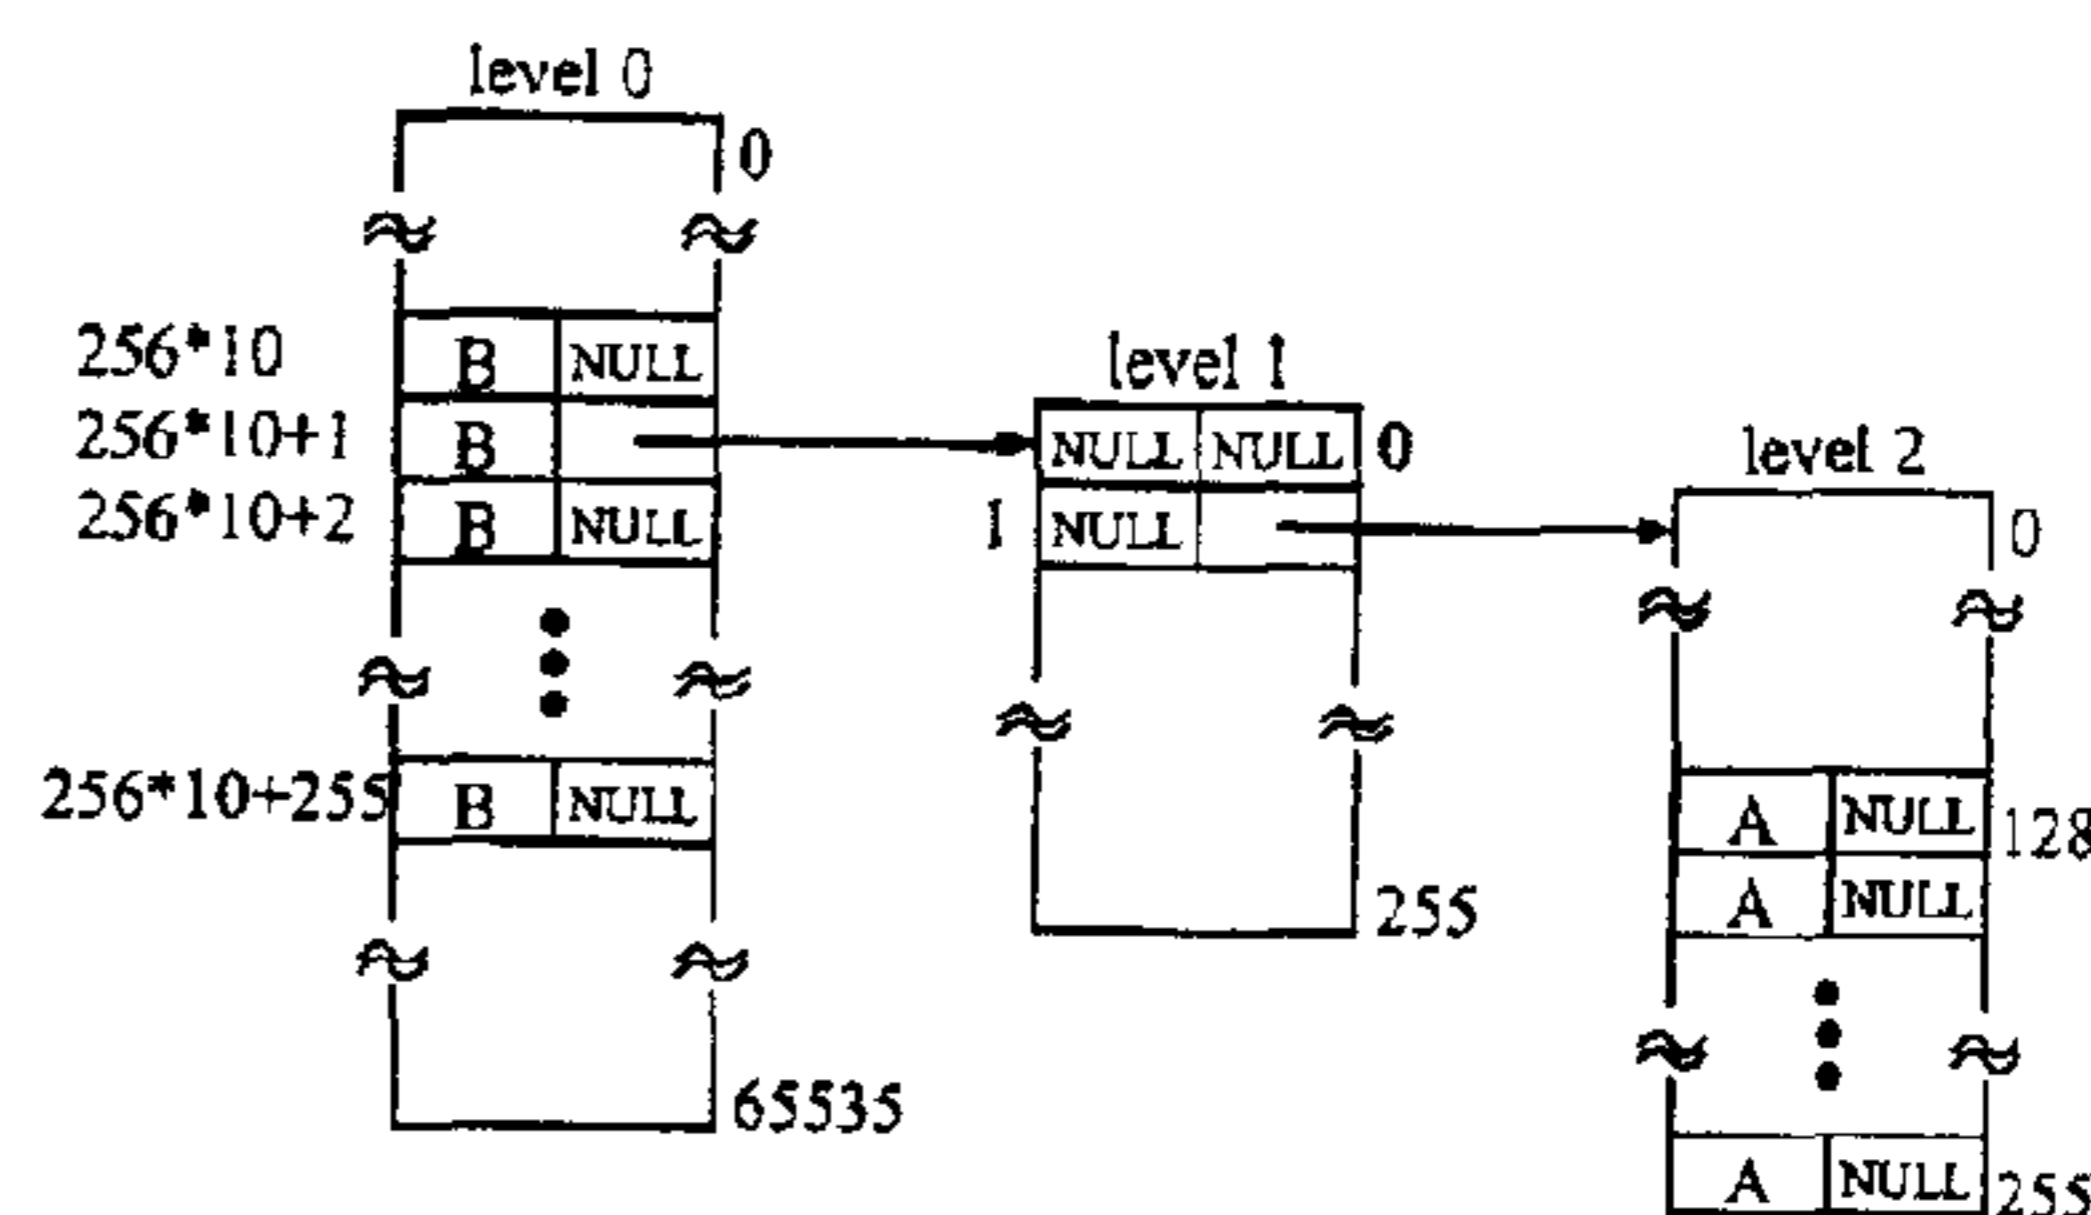 level 0
0
256*10 B NULL
256*10+1 B
256*10+2 B NULL
256*10+255 B NULL
65535
level 1
NULL NULL 0
1 NULL
255
level 2
0
A NULL 128
A NULL
A NULL 255